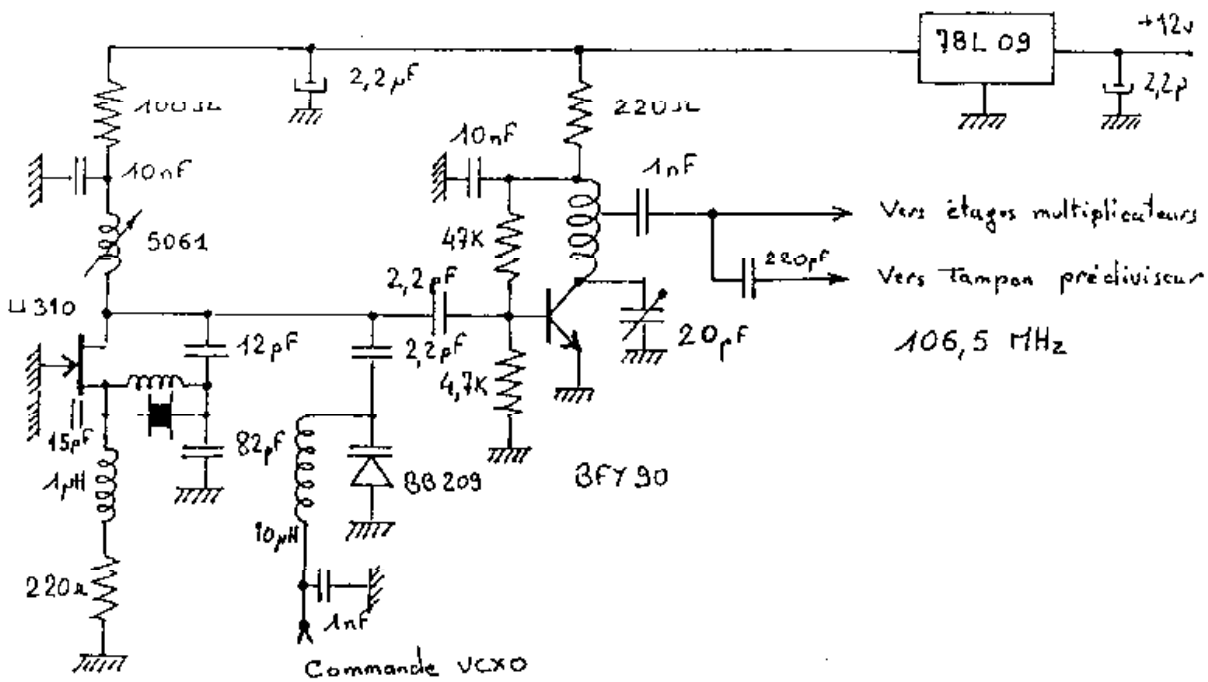 78L 09
+12v
2,2µF
2,2µ
100Ω
220Ω
10nF
10nF
1nF
5061
47K
Vers étages multiplicateurs
220pF
Vers Tampon prédiviseur
106,5 MHz
2,2pF
U310
12pF
2,2pF
20pF
4,7K
15pF
82pF
1µH
BB209
BFY90
10µH
220Ω
1nF
Commande VCXO